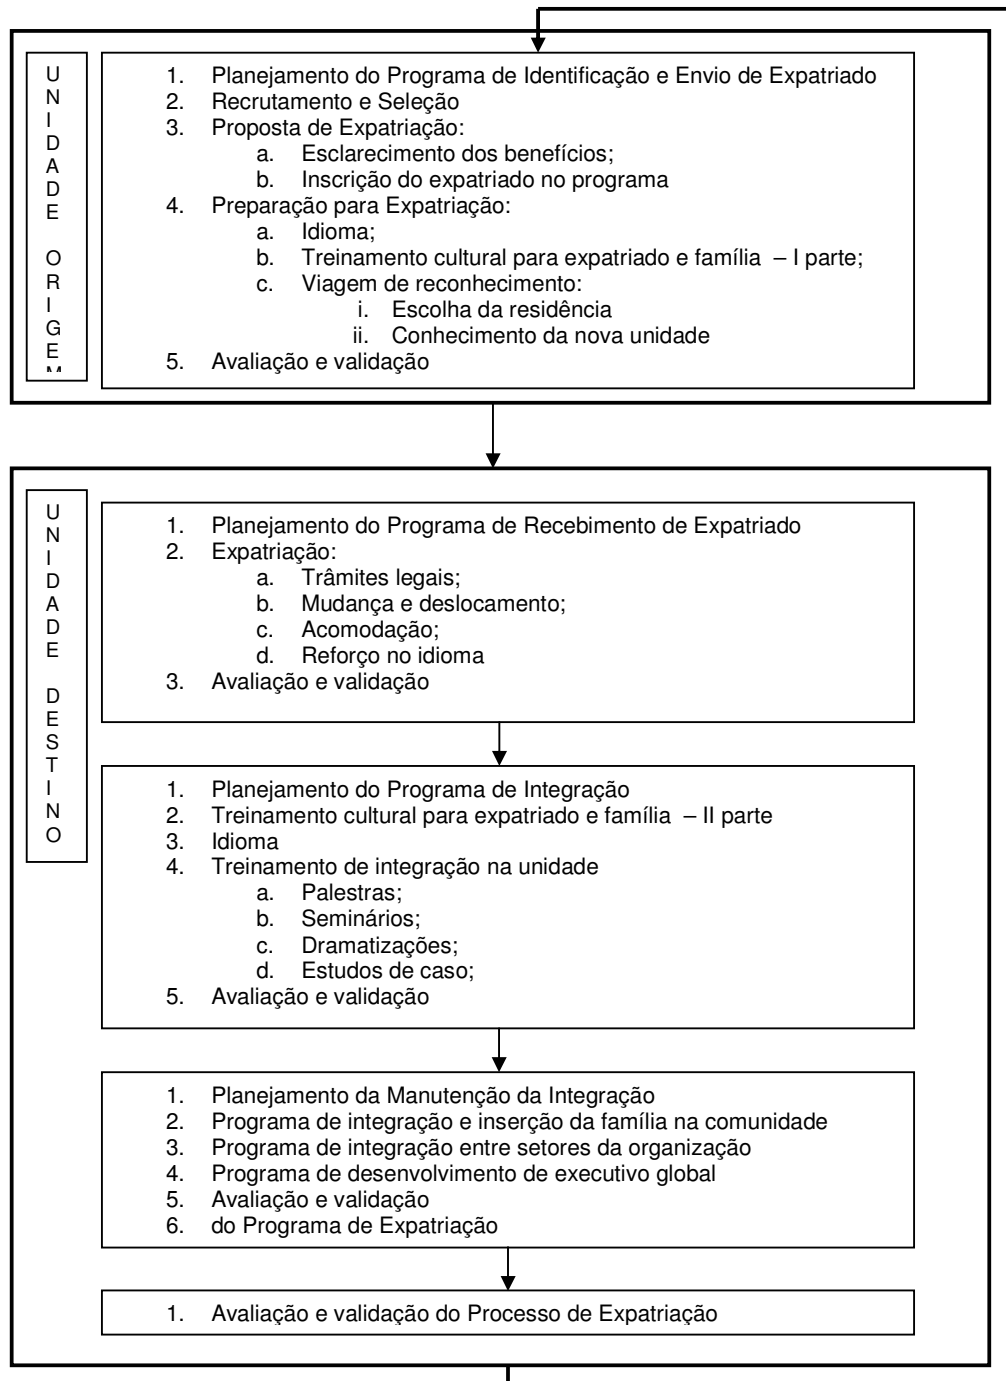 UNIDADE ORIGEM
1. Planejamento do Programa de Identificação e Envio de Expatriado
2. Recrutamento e Seleção
3. Proposta de Expatriação:
a. Esclarecimento dos benefícios;
b. Inscrição do expatriado no programa
4. Preparação para Expatriação:
a. Idioma;
b. Treinamento cultural para expatriado e família – I parte;
c. Viagem de reconhecimento:
i. Escolha da residência
ii. Conhecimento da nova unidade
5. Avaliação e validação
UNIDADE DESTINO
1. Planejamento do Programa de Recebimento de Expatriado
2. Expatriação:
a. Trâmites legais;
b. Mudança e deslocamento;
c. Acomodação;
d. Reforço no idioma
3. Avaliação e validação
1. Planejamento do Programa de Integração
2. Treinamento cultural para expatriado e família – II parte
3. Idioma
4. Treinamento de integração na unidade
a. Palestras;
b. Seminários;
c. Dramatizações;
d. Estudos de caso;
5. Avaliação e validação
1. Planejamento da Manutenção da Integração
2. Programa de integração e inserção da família na comunidade
3. Programa de integração entre setores da organização
4. Programa de desenvolvimento de executivo global
5. Avaliação e validação
6. do Programa de Expatriação
1. Avaliação e validação do Processo de Expatriação